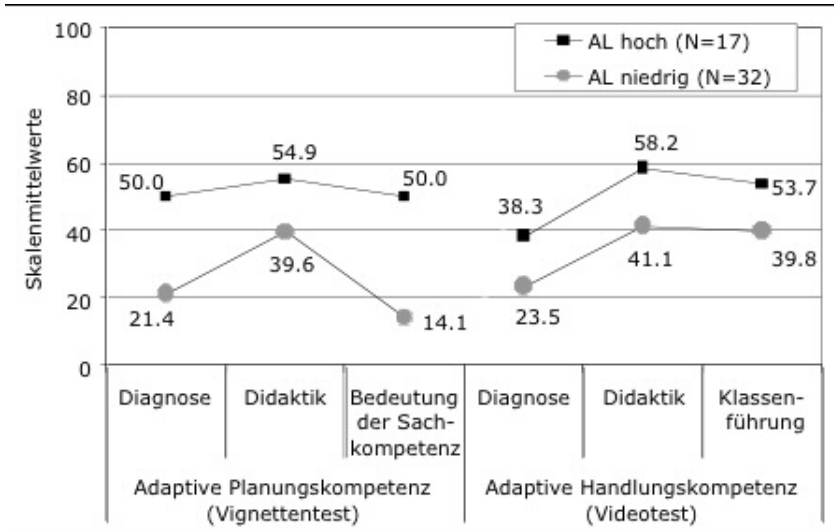 100
80
60
40
20
0
Skalenmittelwerte
AL hoch (N=17)
AL niedrig (N=32)
50.0
54.9
50.0
38.3
58.2
53.7
21.4
39.6
14.1
23.5
41.1
39.8
Diagnose
Didaktik
Bedeutung
der Sach-
kompetenz
Diagnose
Didaktik
Klassen-
führung
Adaptive Planungskompetenz
(Vignettentest)
Adaptive Handlungskompetenz
(Videotest)